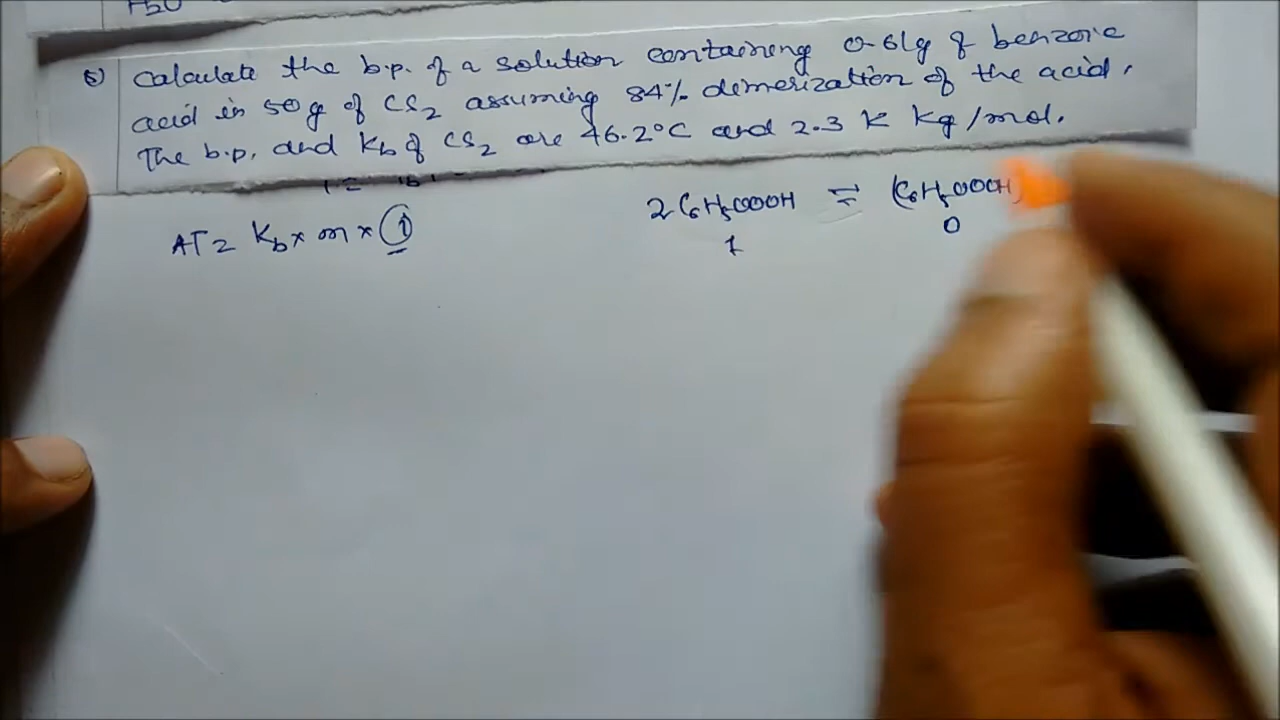 H50
5) Calculate the b.p. of a solution containing 0.61g of benzoic
acid in 50g of CS2 assuming 84% dimerization of the acid.
The b.p. and Kb of CS2 are 46.2°C and 2.3 K Kg/mol.
ΔT = Kb × m × i
2 C6H5COOH ⇌ (C6H5COOH)
1 0